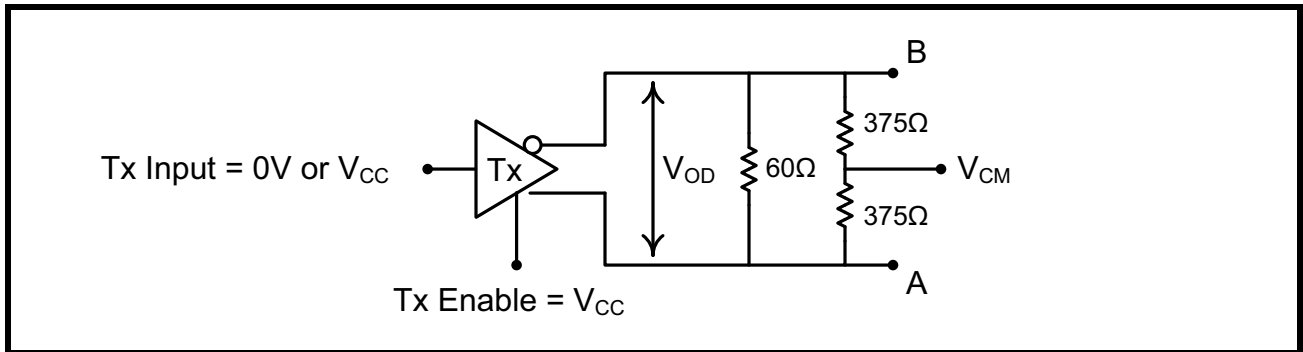 B
375Ω
Tx Input = 0V or VCC
Tx
VOD
60Ω
VCM
375Ω
A
Tx Enable = VCC